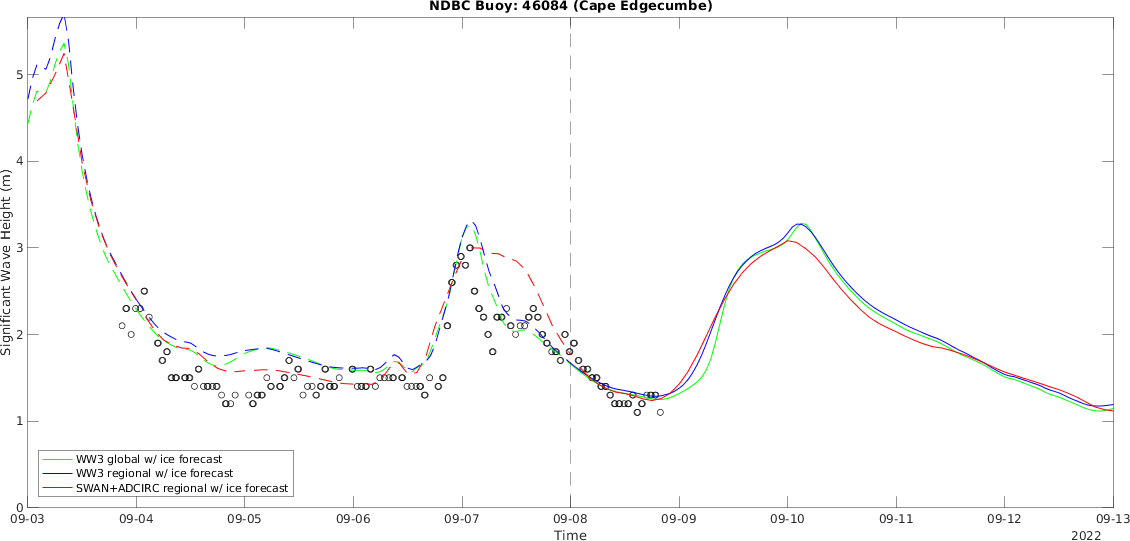 NDBC Buoy: 46084 (Cape Edgecumbe)
Significant Wave Height (m)
5
4
3
2
1
0
WW3 global w/ ice forecast
WW3 regional w/ ice forecast
SWAN+ADCIRC regional w/ ice forecast
09-03 09-04 09-05 09-06 09-07 09-08 09-09 09-10 09-11 09-12 09-13
Time
2022